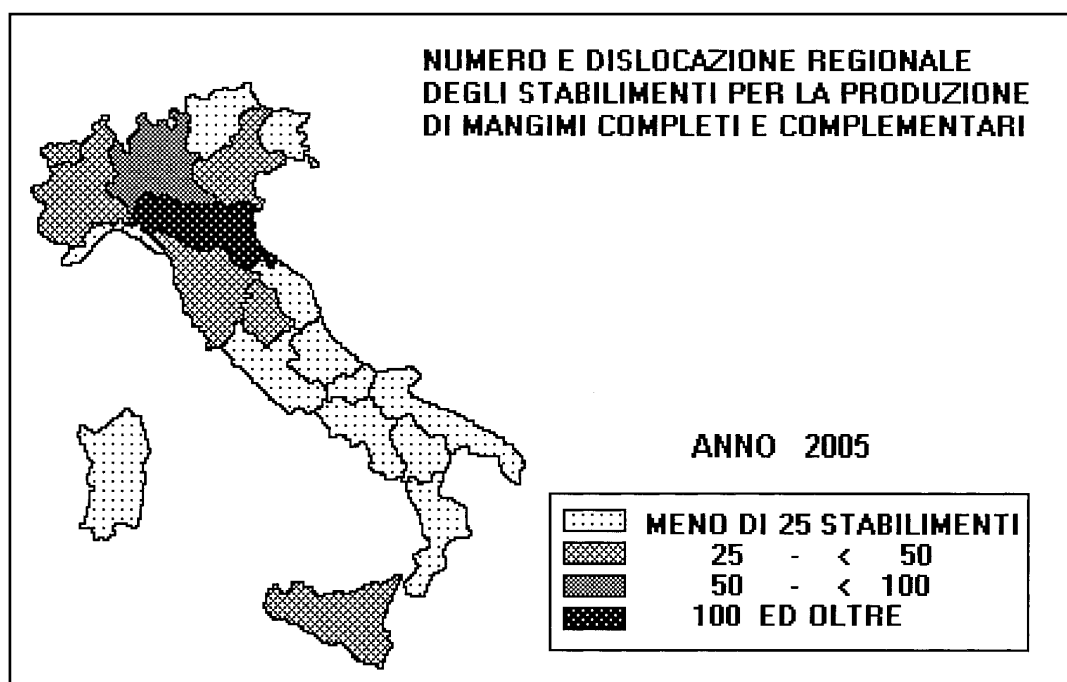 NUMERO E DISLOCAZIONE REGIONALE
DEGLI STABILIMENTI PER LA PRODUZIONE
DI MANGIMI COMPLETI E COMPLEMENTARI
ANNO 2005
MENO DI 25 STABILIMENTI
25 - < 50
50 - < 100
100 ED OLTRE